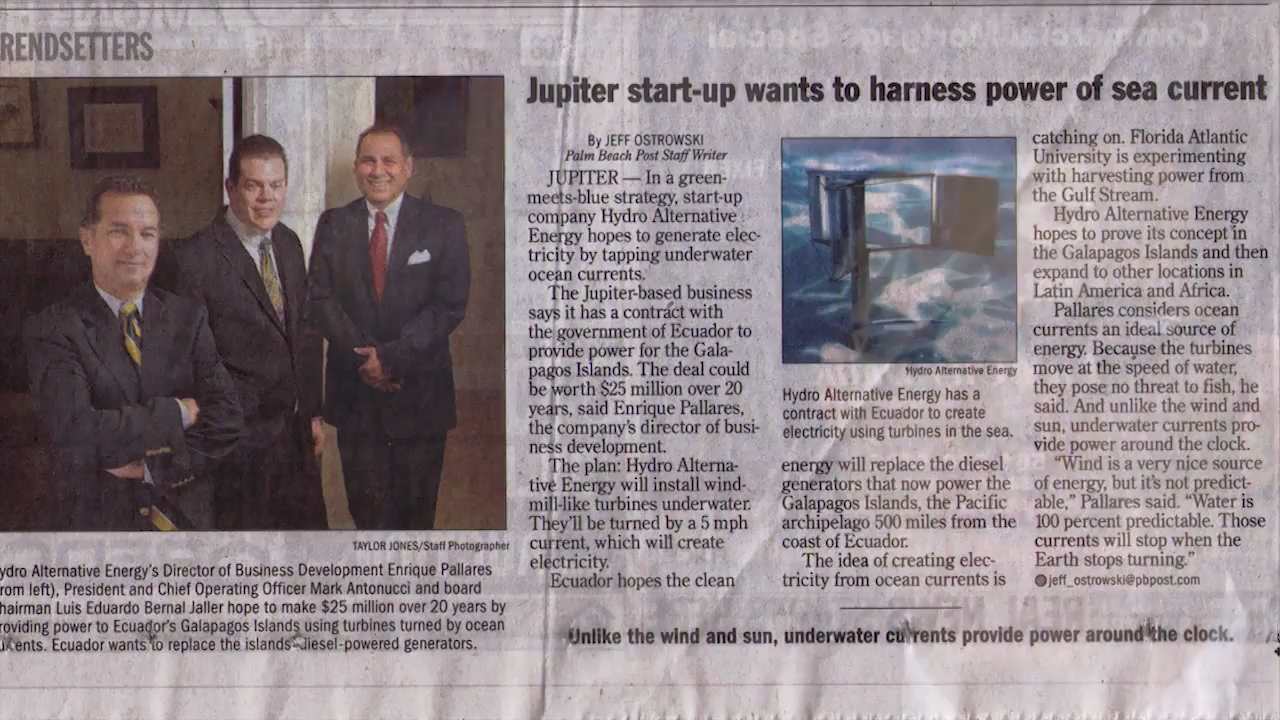 RENDSETTERS
TAYLOR JONES/Staff Photographer
ydro Alternative Energy's Director of Business Development Enrique Pallares
rom left), President and Chief Operating Officer Mark Antonucci and board
hairman Luis Eduardo Bernal Jaller hope to make $25 million over 20 years by
roviding power to Ecuador's Galapagos Islands using turbines turned by ocean
ents. Ecuador wants to replace the islands' diesel-powered generators.
Jupiter start-up wants to harness power of sea current
By JEFF OSTROWSKI
Palm Beach Post Staff Writer
JUPITER — In a green-
meets-blue strategy, start-up
company Hydro Alternative
Energy hopes to generate elec-
tricity by tapping underwater
ocean currents.
The Jupiter-based business
says it has a contract with
the government of Ecuador to
provide power for the Gala-
pagos Islands. The deal could
be worth $25 million over 20
years, said Enrique Pallares,
the company's director of busi-
ness development.
The plan: Hydro Alterna-
tive Energy will install wind-
mill-like turbines underwater.
They'll be turned by a 5 mph
current, which will create
electricity.
Ecuador hopes the clean
Hydro Alternative Energy
Hydro Alternative Energy has a
contract with Ecuador to create
electricity using turbines in the sea.
energy will replace the diesel
generators that now power the
Galapagos Islands, the Pacific
archipelago 500 miles from the
coast of Ecuador.
The idea of creating elec-
tricity from ocean currents is
catching on. Florida Atlantic
University is experimenting
with harvesting power from
the Gulf Stream.
Hydro Alternative Energy
hopes to prove its concept in
the Galapagos Islands and then
expand to other locations in
Latin America and Africa.
Pallares considers ocean
currents an ideal source of
energy. Because the turbines
move at the speed of water,
they pose no threat to fish, he
said. And unlike the wind and
sun, underwater currents pro-
vide power around the clock.
"Wind is a very nice source
of energy, but it's not predict-
able," Pallares said. "Water is
100 percent predictable. Those
currents will stop when the
Earth stops turning."
jeff_ostrowski@pbpost.com
Unlike the wind and sun, underwater currents provide power around the clock.